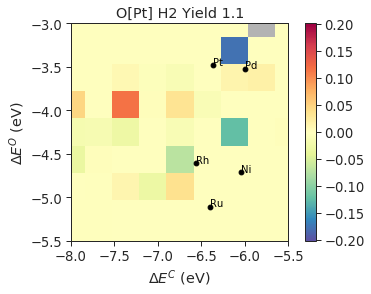 O[Pt] H2 Yield 1.1
ΔE^O (eV)
−3.0
−3.5
−4.0
−4.5
−5.0
−5.5
Pt
Pd
Rh
Ni
Ru
−8.0 −7.5 −7.0 −6.5 −6.0 −5.5
ΔE^C (eV)
0.20
0.15
0.10
0.05
0.00
−0.05
−0.10
−0.15
−0.20